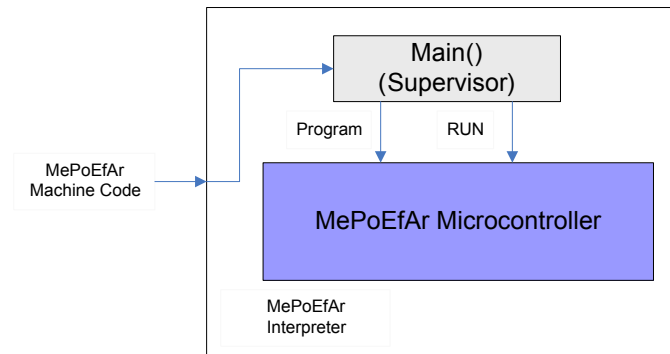 Main()
(Supervisor)
Program
RUN
MePoEfAr
Machine Code
MePoEfAr Microcontroller
MePoEfAr
Interpreter